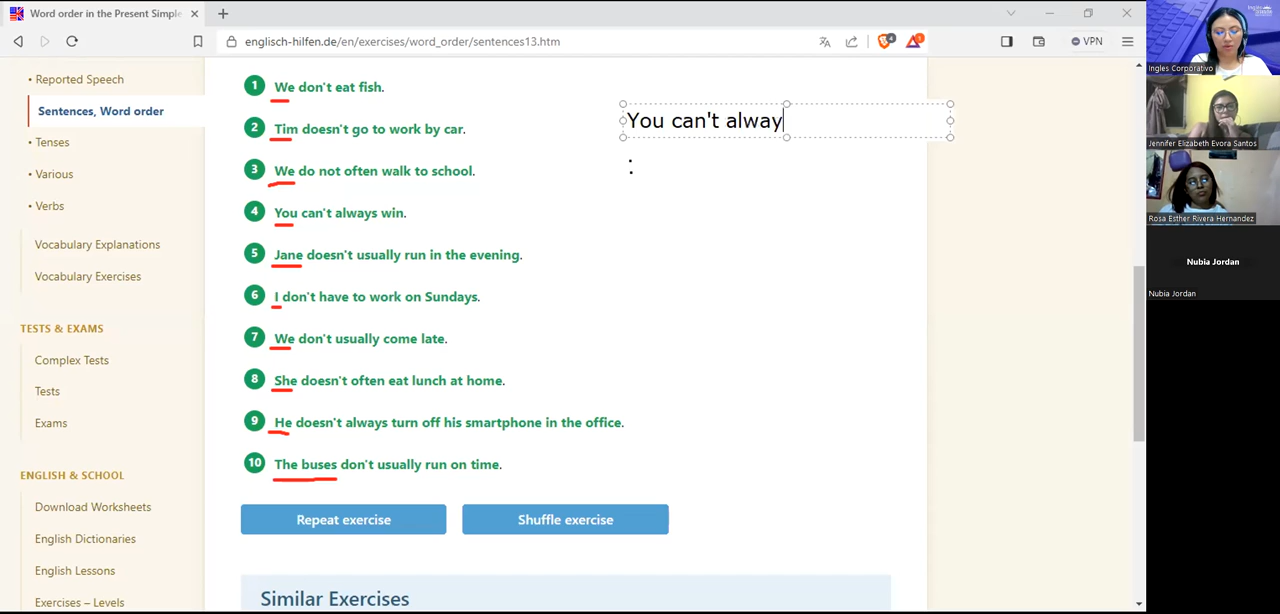 Word order in the Present Simple
englisch-hilfen.de/en/exercises/word_order/sentences13.htm
4
1
VPN
• Reported Speech
Sentences, Word order
• Tenses
• Various
• Verbs
Vocabulary Explanations
Vocabulary Exercises
TESTS & EXAMS
Complex Tests
Tests
Exams
ENGLISH & SCHOOL
Download Worksheets
English Dictionaries
English Lessons
Exercises – Levels
1 We don't eat fish.
2 Tim doesn't go to work by car.
3 We do not often walk to school.
4 You can't always win.
5 Jane doesn't usually run in the evening.
6 I don't have to work on Sundays.
7 We don't usually come late.
8 She doesn't often eat lunch at home.
9 He doesn't always turn off his smartphone in the office.
10 The buses don't usually run on time.
Repeat exercise
Shuffle exercise
Similar Exercises
You can't alway
:
Ingles Corporativo
Jennifer Elizabeth Evora Santos
Rosa Esther Rivera Hernandez
Nubia Jordan
Nubia Jordan